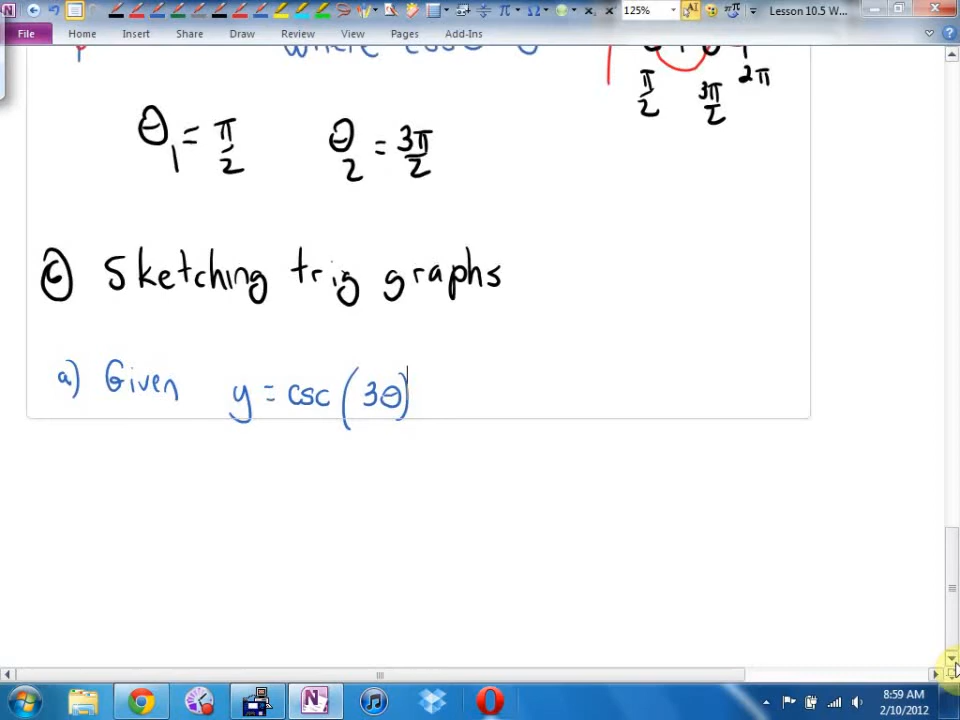 125%
Lesson 10.5 W...
File Home Insert Share Draw Review View Pages Add-Ins
π/2 3π/2 2π
θ₁ = π/2 θ₂ = 3π/2
© Sketching trig graphs
a) Given y = csc (3θ)
8:59 AM
2/10/2012